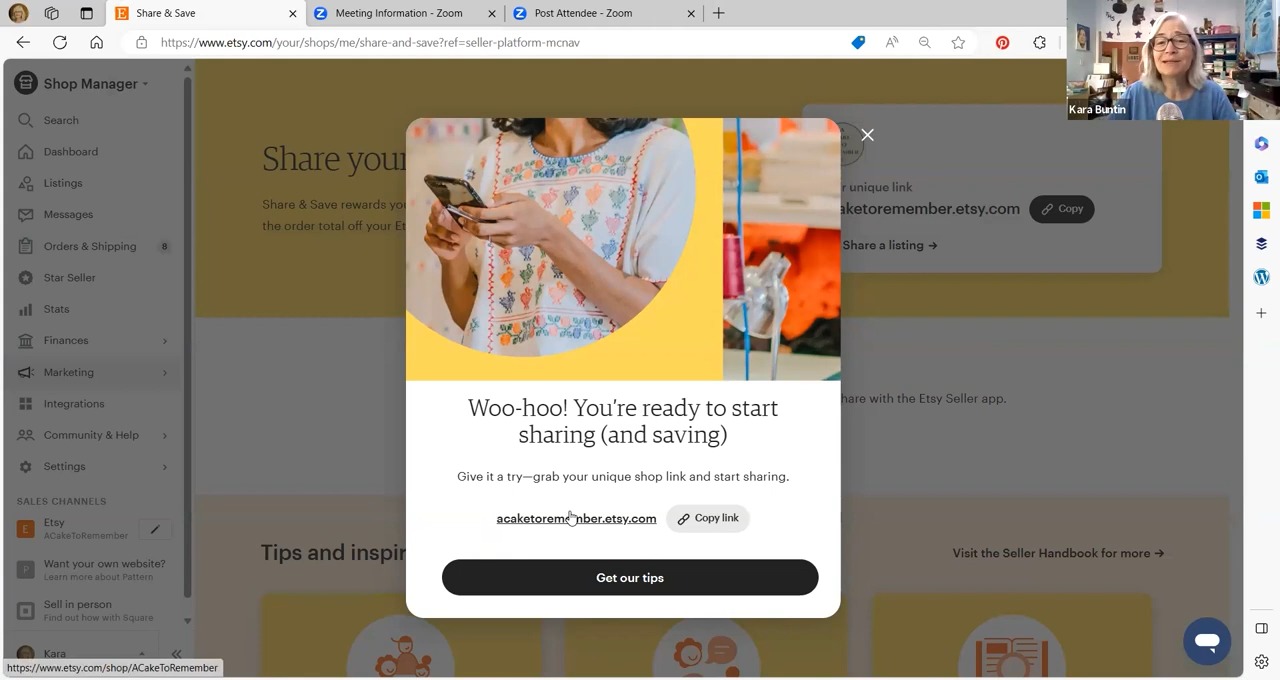 Share & Save
Meeting Information - Zoom
Post Attendee - Zoom
https://www.etsy.com/your/shops/me/share-and-save?ref=seller-platform-mcnav
Kara Buntin
Shop Manager
Search
Dashboard
Listings
Messages
Orders & Shipping 8
Star Seller
Stats
Finances
Marketing
Integrations
Community & Help
Settings
SALES CHANNELS
Etsy
ACakeToRemember
Want your own website?
Learn more about Pattern
Sell in person
Find out how with Square
Kara
https://www.etsy.com/shop/ACakeToRemember
Share your
Share & Save rewards you
the order total off your Et
r unique link
aketoremember.etsy.com
Copy
Share a listing →
hare with the Etsy Seller app.
Woo-hoo! You're ready to start
sharing (and saving)
Give it a try—grab your unique shop link and start sharing.
acaketoremember.etsy.com
Copy link
Get our tips
Tips and inspir
Visit the Seller Handbook for more →